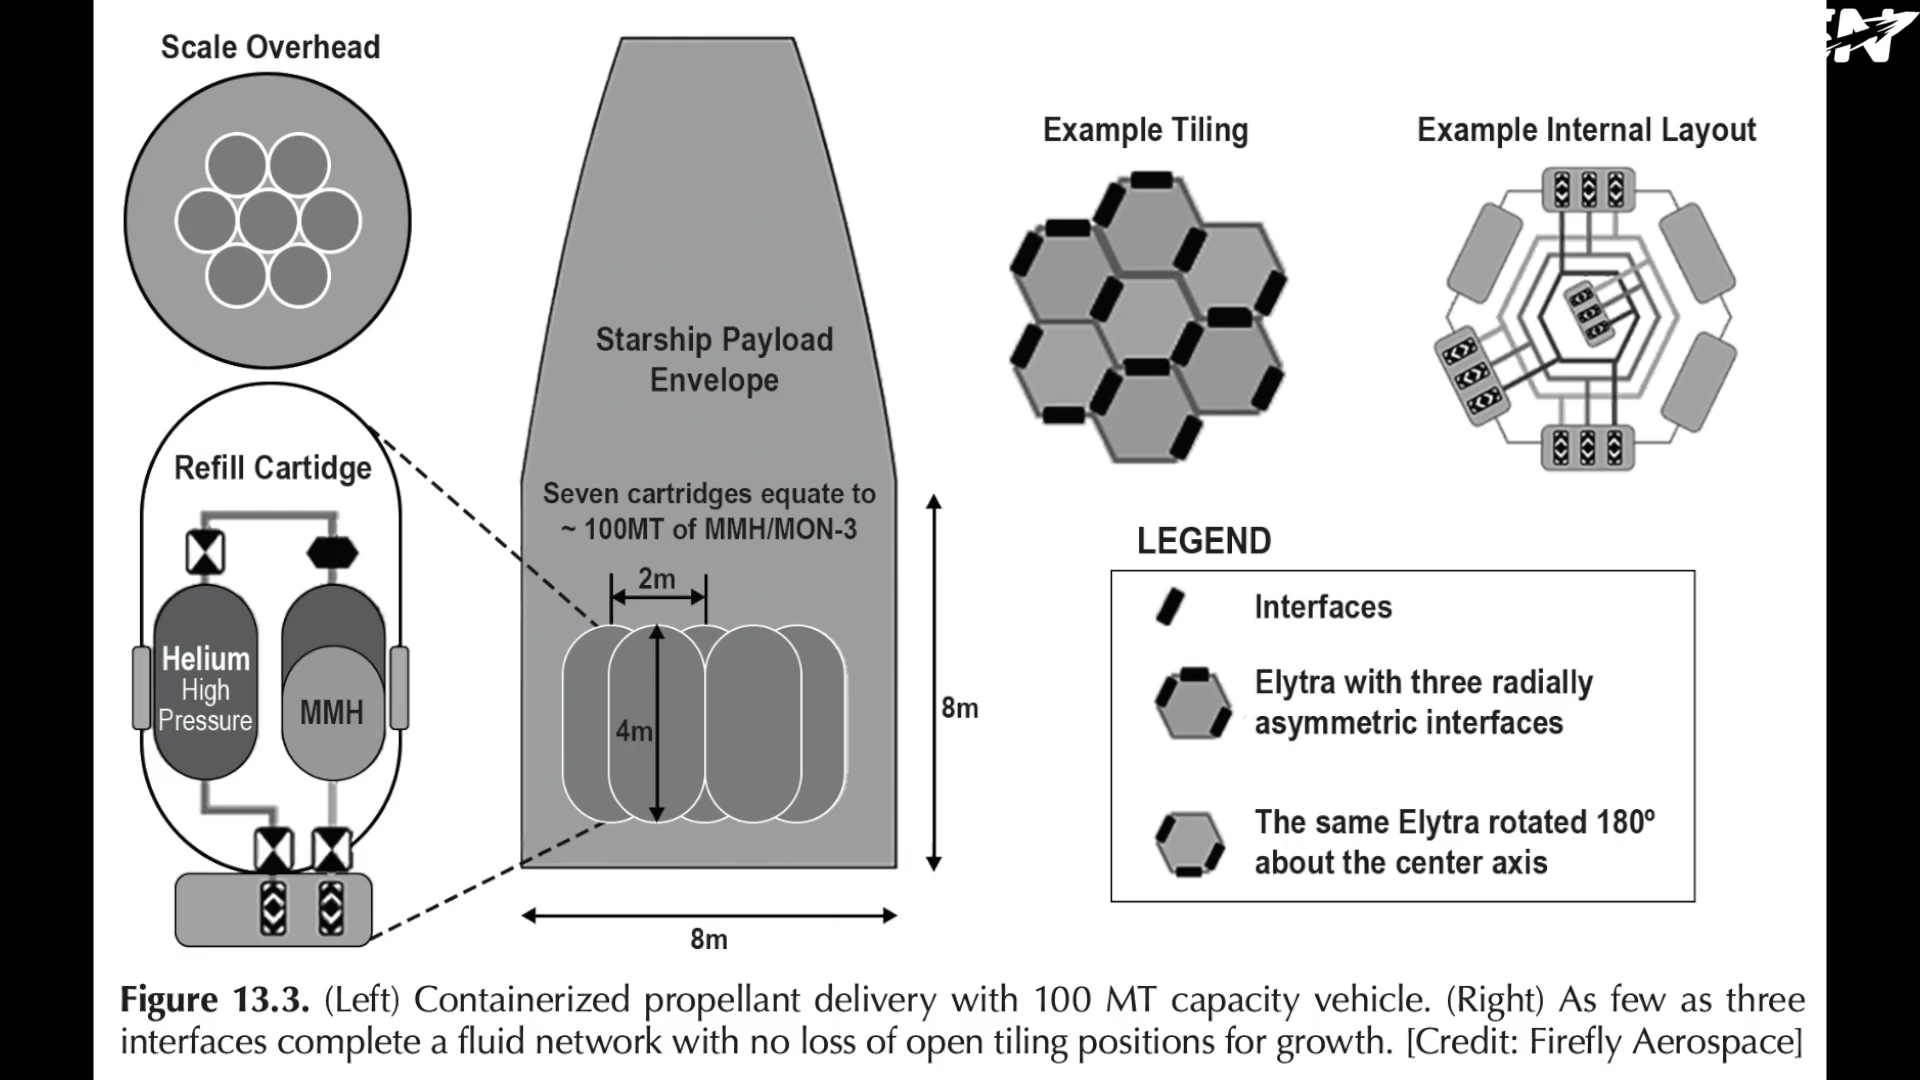 Scale Overhead
Refill Cartidge
Helium
High
Pressure
MMH
Starship Payload
Envelope
Seven cartridges equate to
~ 100MT of MMH/MON-3
2m
4m
8m
8m
Example Tiling
Example Internal Layout
LEGEND
Interfaces
Elytra with three radially
asymmetric interfaces
The same Elytra rotated 180º
about the center axis
Figure 13.3. (Left) Containerized propellant delivery with 100 MT capacity vehicle. (Right) As few as three
interfaces complete a fluid network with no loss of open tiling positions for growth. [Credit: Firefly Aerospace]